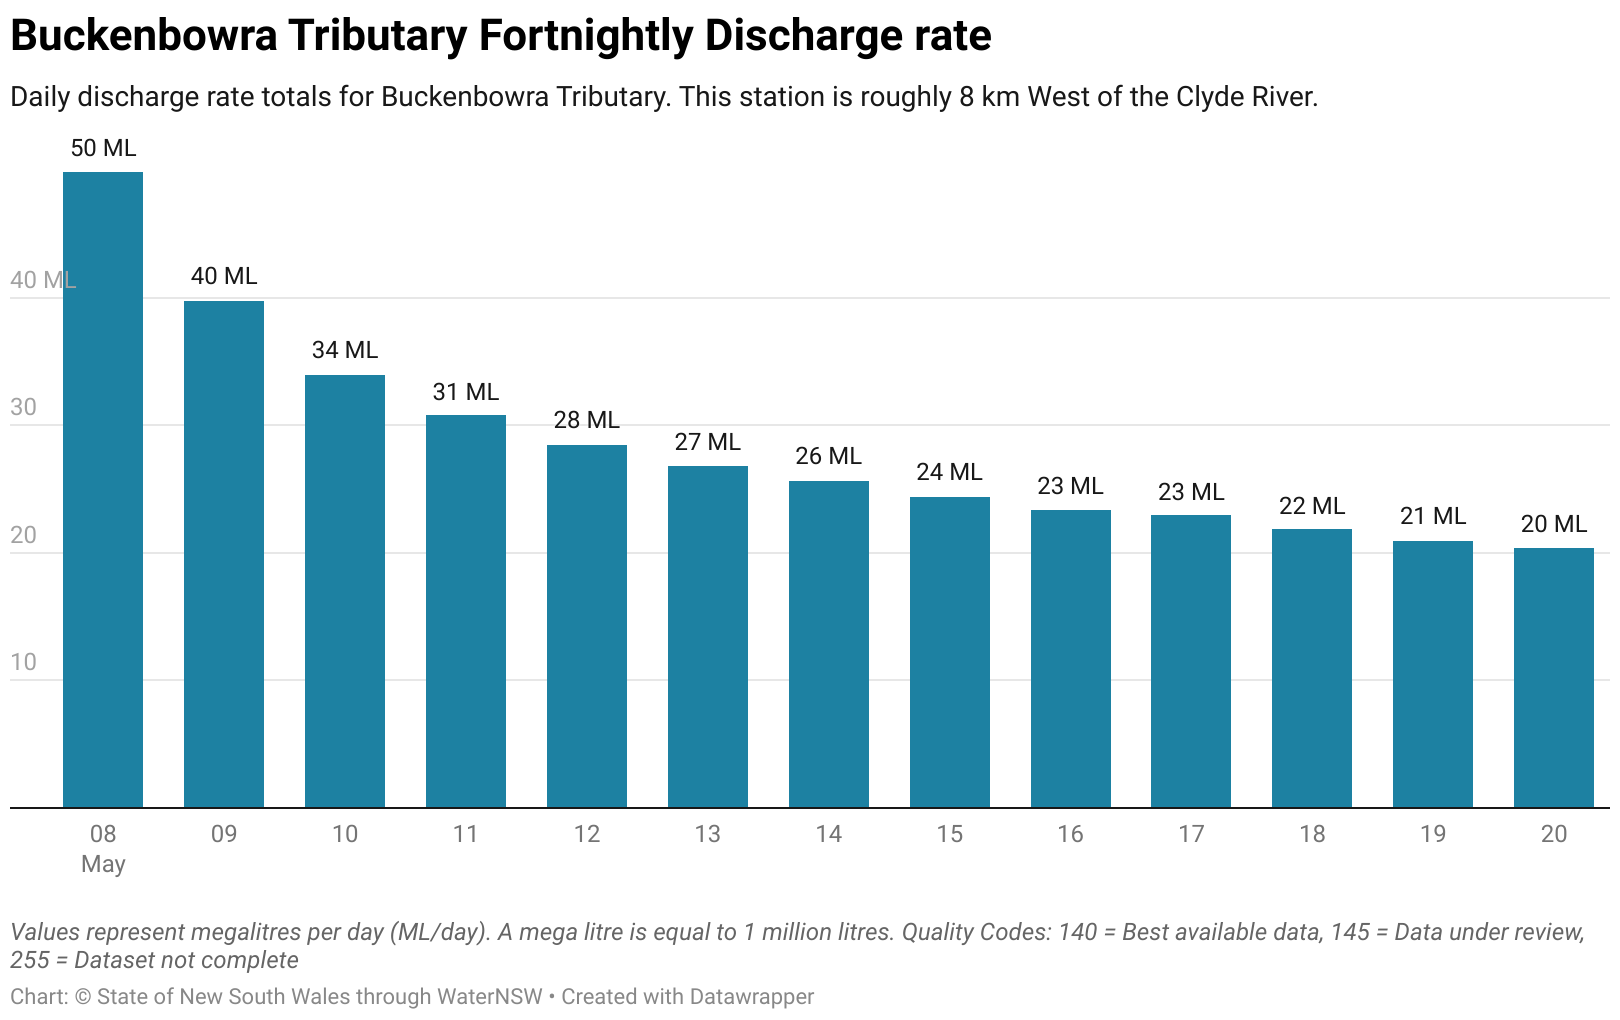 Buckenbowra Tributary Fortnightly Discharge rate
Daily discharge rate totals for Buckenbowra Tributary. This station is roughly 8 km West of the Clyde River.
50 ML
40 ML
40 ML
34 ML
31 ML
30
28 ML
27 ML
26 ML
24 ML
23 ML
23 ML
22 ML
21 ML
20 ML
20
10
08 09 10 11 12 13 14 15 16 17 18 19 20
May
Values represent megalitres per day (ML/day). A mega litre is equal to 1 million litres. Quality Codes: 140 = Best available data, 145 = Data under review,
255 = Dataset not complete
Chart: © State of New South Wales through WaterNSW • Created with Datawrapper